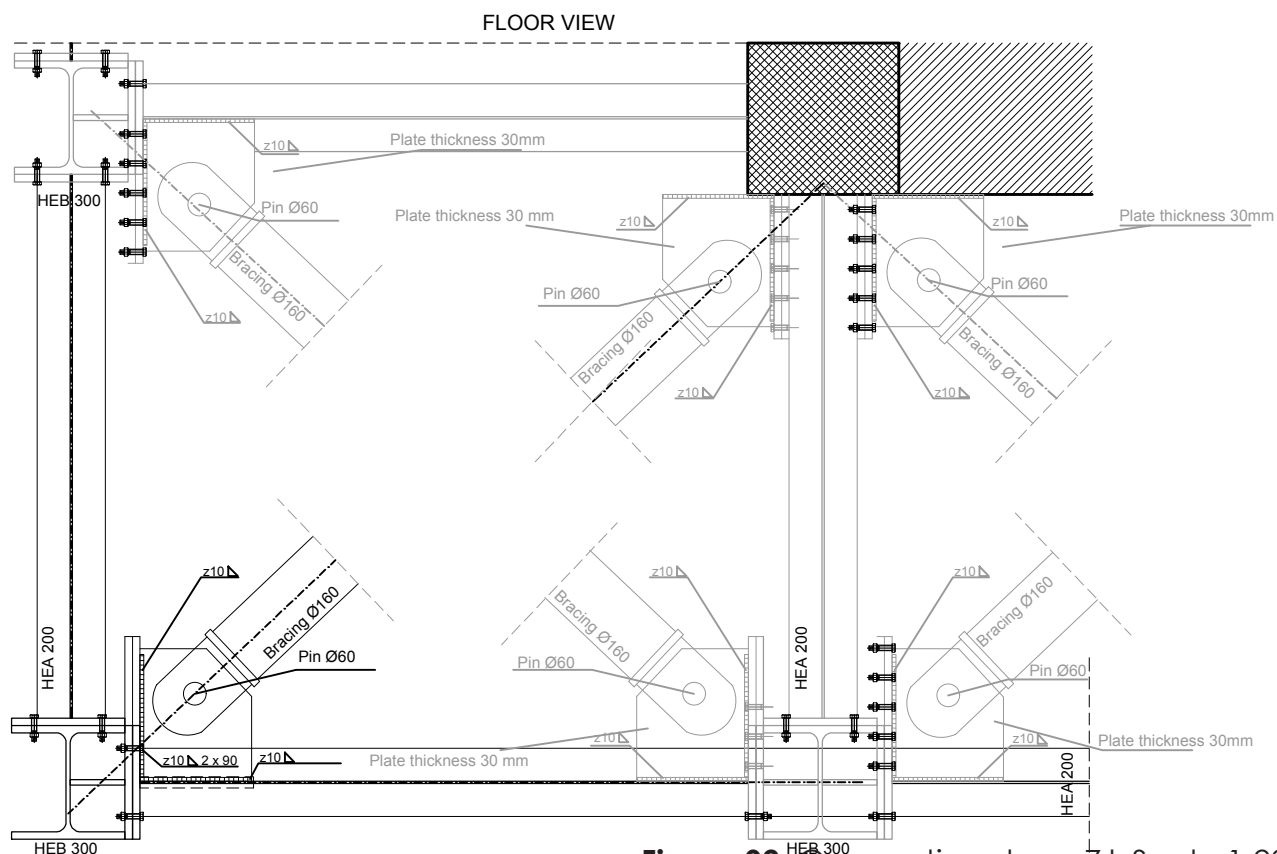 FLOOR VIEW
z10
Plate thickness 30mm
HEB 300
Pin Ø60
Bracing Ø160
z10
Plate thickness 30 mm
z10
Pin Ø60
Bracing Ø160
z10
z10
Plate thickness 30mm
Pin Ø60
Bracing Ø160
z10
z10
HEA 200
Bracing Ø160
Pin Ø60
z10 2 x 90
z10
HEB 300
z10
Bracing Ø160
Pin Ø60
z10
Plate thickness 30 mm
HEA 200
z10
Bracing Ø160
Pin Ø60
z10
Plate thickness 30mm
HEA 200
HEB 300